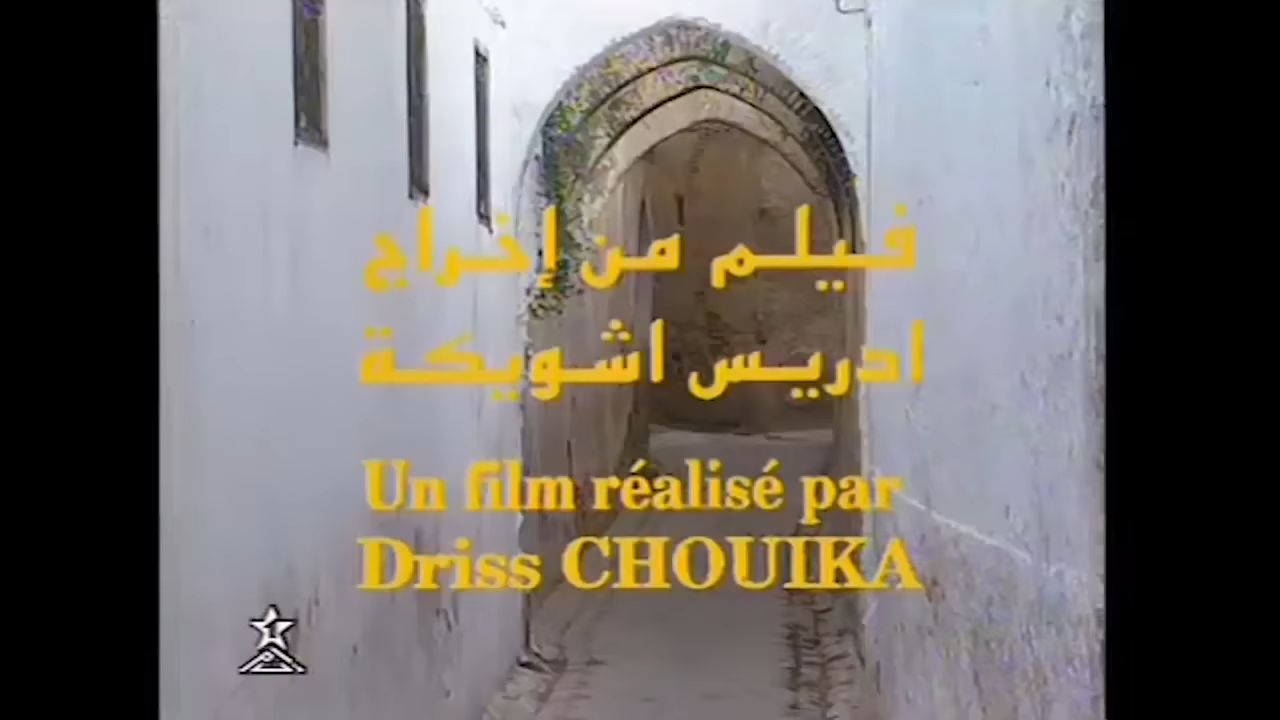 فيلم من إخراج
ادريس اشويكة
Un film réalisé par
Driss CHOUIKA